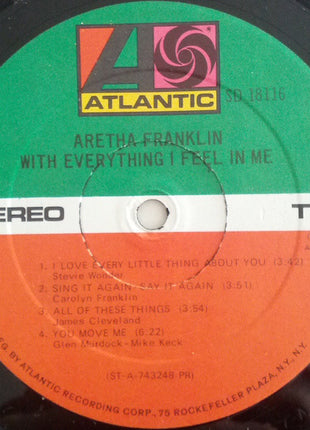 ATLANTIC
SD 18116
ARETHA FRANKLIN
WITH EVERYTHING I FEEL IN ME
EREO
1. I LOVE EVERY LITTLE THING ABOUT YOU (3:42)
Stevie Wonder
2. SING IT AGAIN - SAY IT AGAIN (3:51)
Carolyn Franklin
3. ALL OF THESE THINGS (3:54)
James Cleveland
4. YOU MOVE ME (6:22)
Glen Murdock-Mike Keck
(ST-A-743248-PR)
FG BY ATLANTIC RECORDING CORP., 75 ROCKEFELLER PLAZA, N.Y., N.Y.